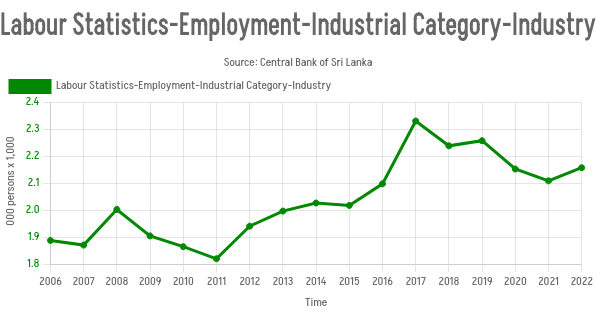 Labour Statistics-Employment-Industrial Category-Industry
Source: Central Bank of Sri Lanka
Labour Statistics-Employment-Industrial Category-Industry
000 persons x 1,000
2.4
2.3
2.2
2.1
2.0
1.9
1.8
2006 2007 2008 2009 2010 2011 2012 2013 2014 2015 2016 2017 2018 2019 2020 2021 2022
Time